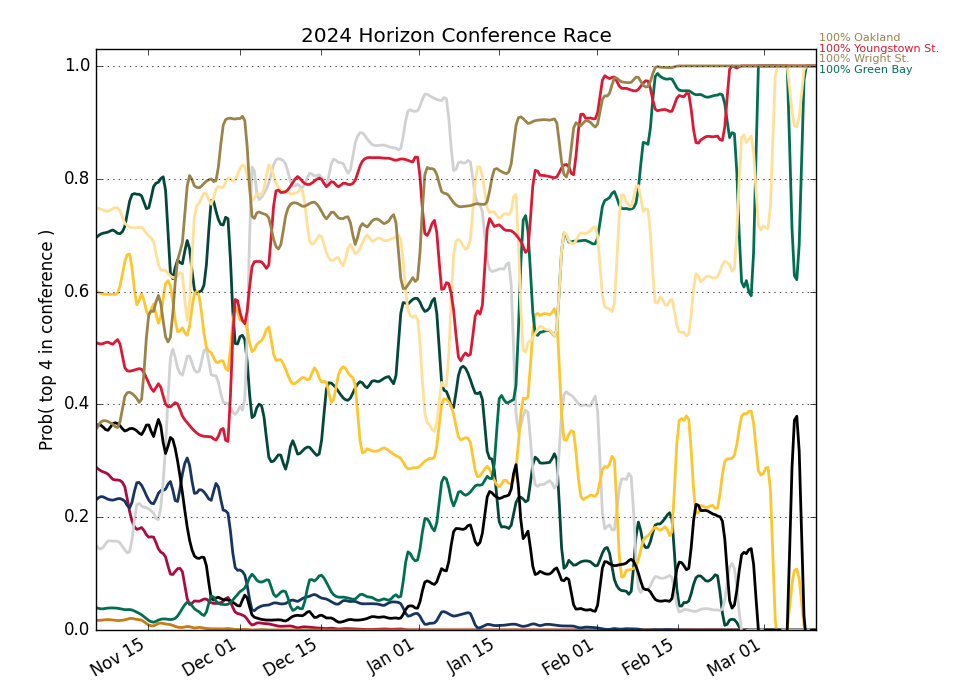 2024 Horizon Conference Race
100% Oakland
100% Youngstown St.
100% Wright St.
100% Green Bay
Prob( top 4 in conference )
1.0
0.8
0.6
0.4
0.2
0.0
Nov 15
Dec 01
Dec 15
Jan 01
Jan 15
Feb 01
Feb 15
Mar 01